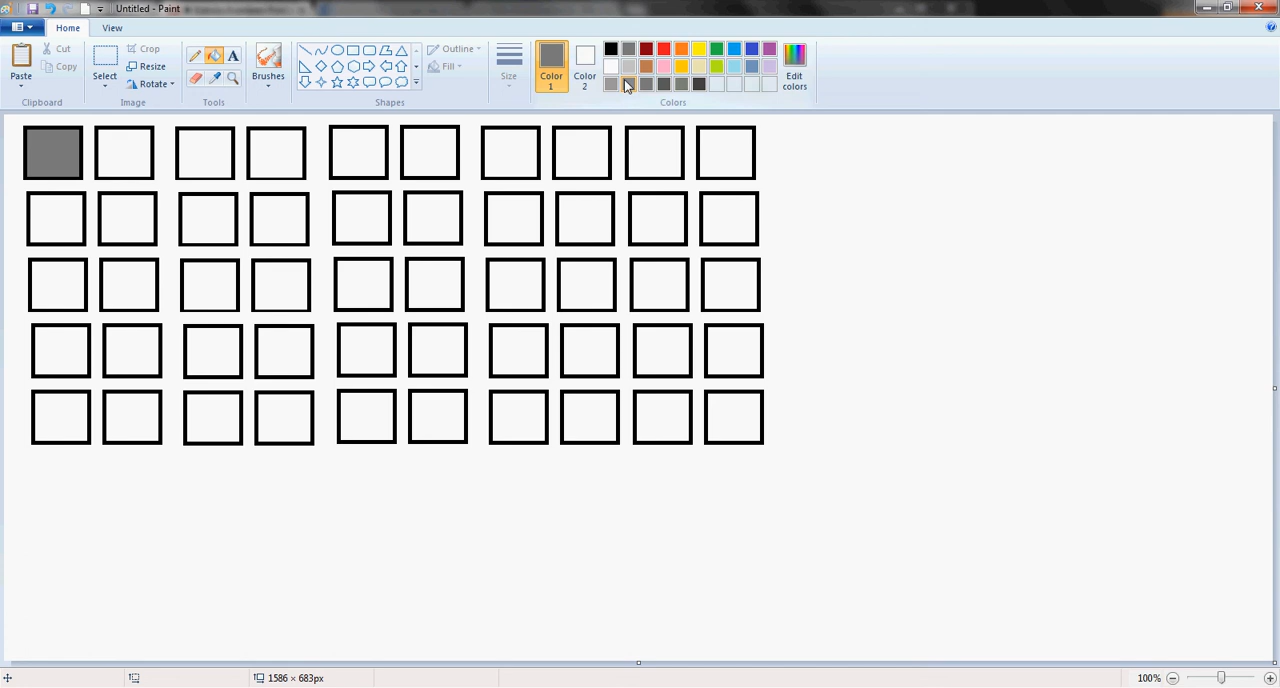 Untitled - Paint
Home View
Paste
Cut
Copy
Clipboard
Select
Crop
Resize
Rotate
Image
A
Tools
Brushes
Shapes
Outline
Fill
Size
Color 1
Color 2
Edit colors
Colors
1586 × 683px
100%